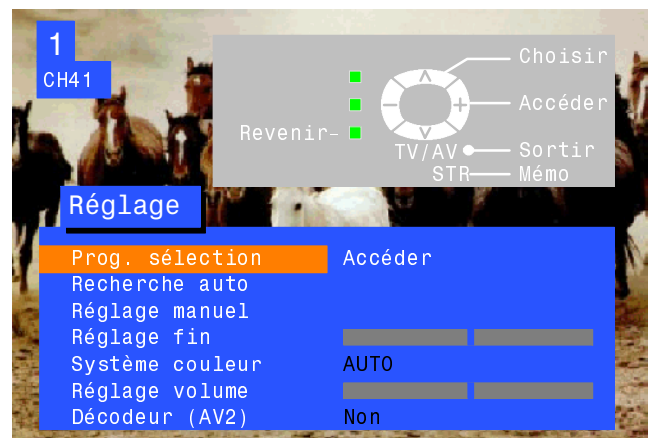 1
CH41
Choisir
Accéder
Revenir-
TV/AV Sortir
STR Mémo
Réglage
Prog. sélection Accéder
Recherche auto
Réglage manuel
Réglage fin
Système couleur AUTO
Réglage volume
Décodeur (AV2) Non